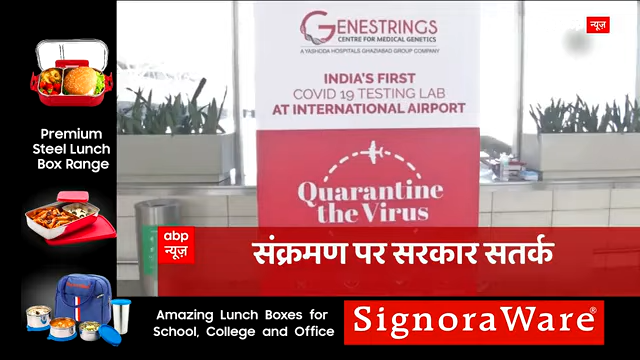 Premium
Steel Lunch
Box Range
GENESTRINGS
CENTRE FOR MEDICAL GENETICS
A YASHODA HOSPITALS GHAZIABAD GROUP COMPANY
INDIA'S FIRST
COVID 19 TESTING LAB
AT INTERNATIONAL AIRPORT
Quarantine
the Virus
न्यूज़
abp
न्यूज़
संक्रमण पर सरकार सतर्क
Amazing Lunch Boxes for
School, College and Office
SignoraWare®